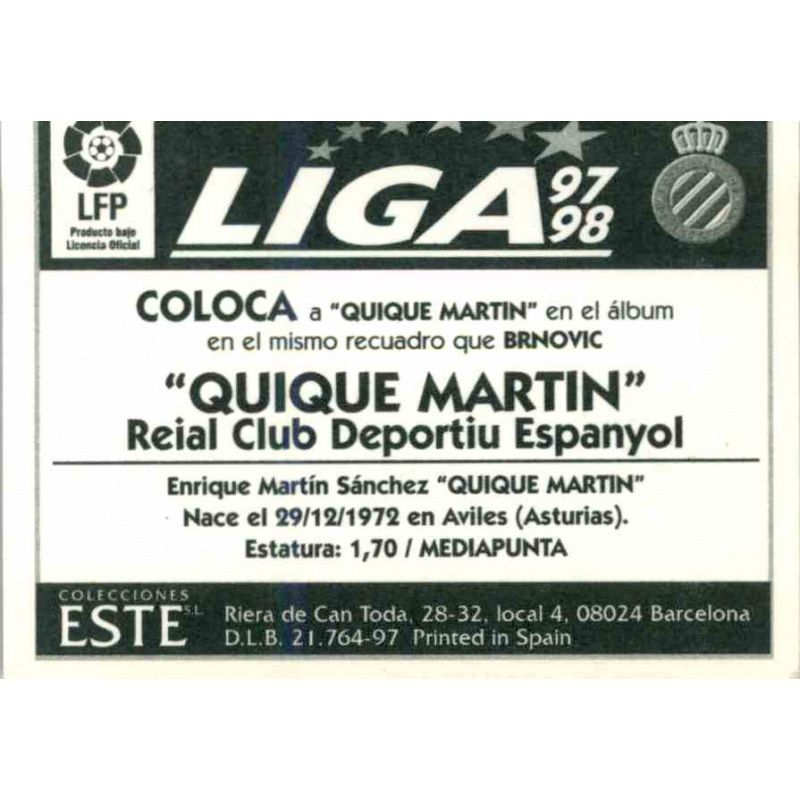 LFP
Producto bajo
Licencia Oficial
LIGA 97 98
COLOCA a "QUIQUE MARTIN" en el álbum
en el mismo recuadro que BRNOVIC
"QUIQUE MARTIN"
Reial Club Deportiu Espanyol
Enrique Martín Sánchez "QUIQUE MARTIN"
Nace el 29/12/1972 en Aviles (Asturias).
Estatura: 1,70 / MEDIAPUNTA
COLECCIONES
ESTE S.L.
Riera de Can Toda, 28-32, local 4, 08024 Barcelona
D.L.B. 21.764-97 Printed in Spain